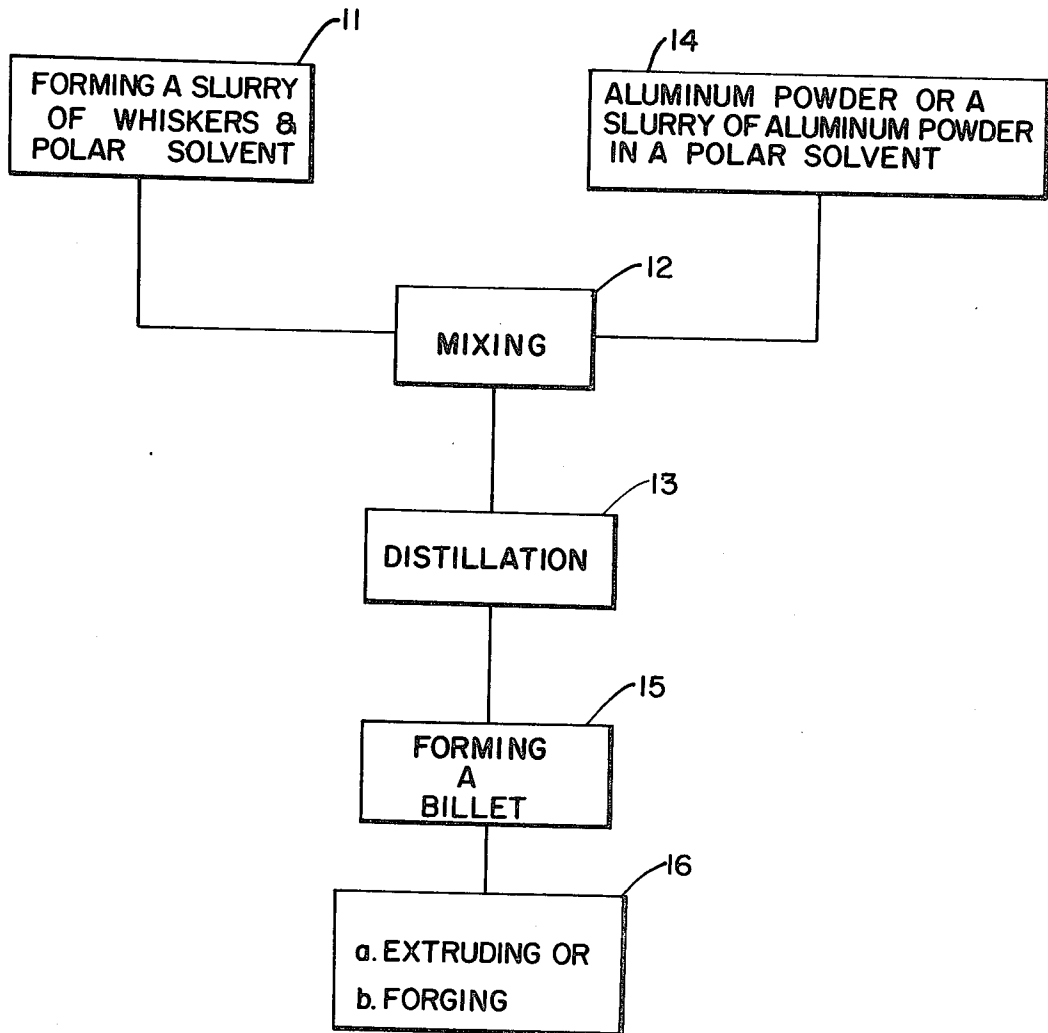 11
FORMING A SLURRY
OF WHISKERS &
POLAR SOLVENT
14
ALUMINUM POWDER OR A
SLURRY OF ALUMINUM POWDER
IN A POLAR SOLVENT
12
MIXING
13
DISTILLATION
15
FORMING
A
BILLET
16
a. EXTRUDING OR
b. FORGING